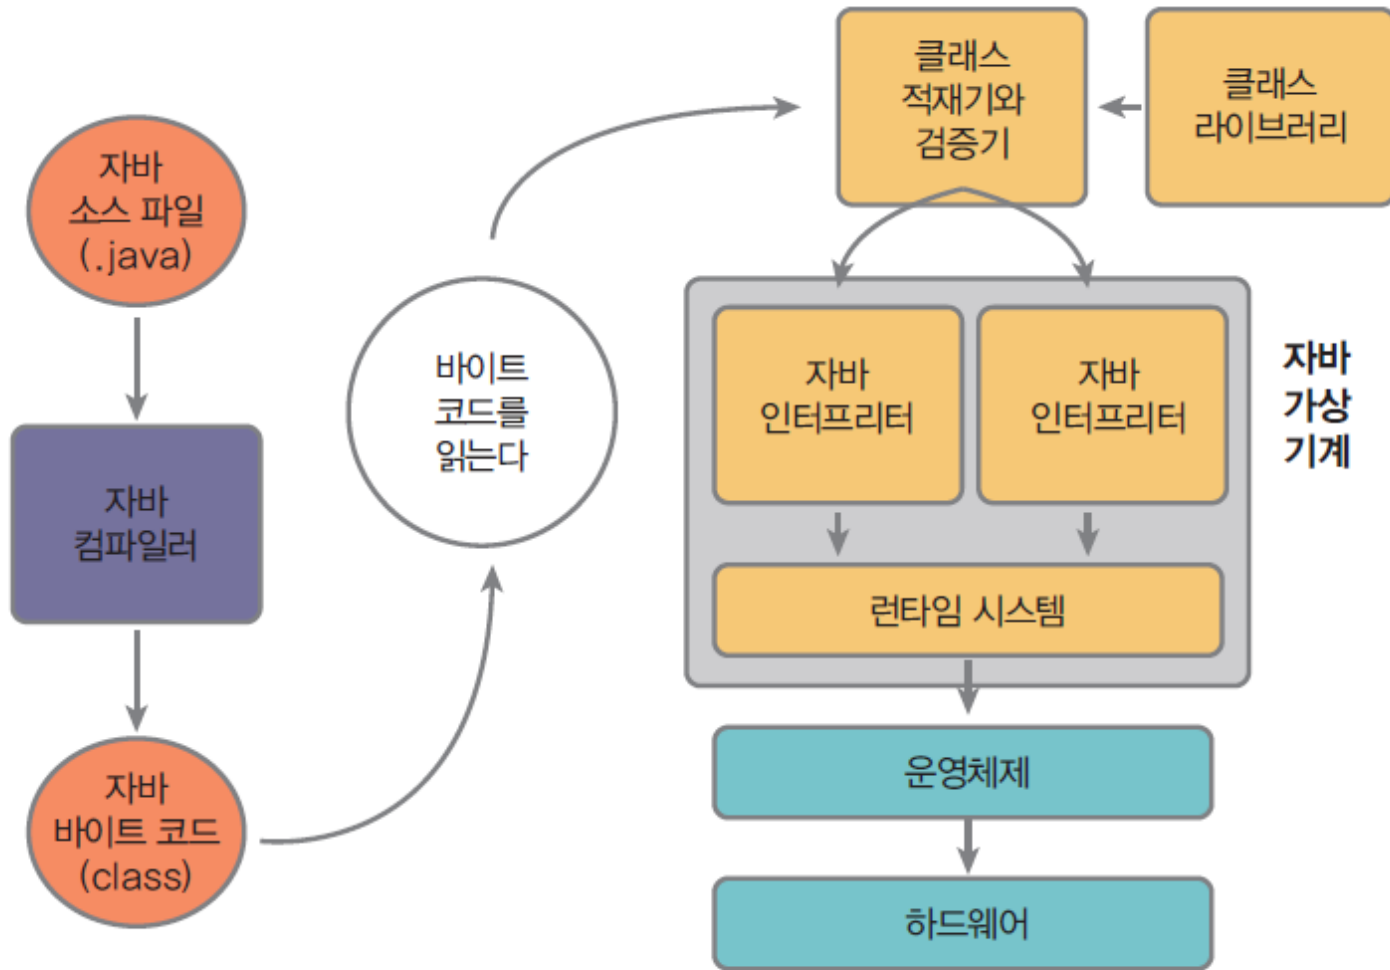 자바
소스 파일
(.java)
자바
컴파일러
자바
바이트 코드
(class)
바이트
코드를
읽는다
클래스
적재기와
검증기
클래스
라이브러리
자바
인터프리터
자바
인터프리터
자바
가상
기계
런타임 시스템
운영체제
하드웨어